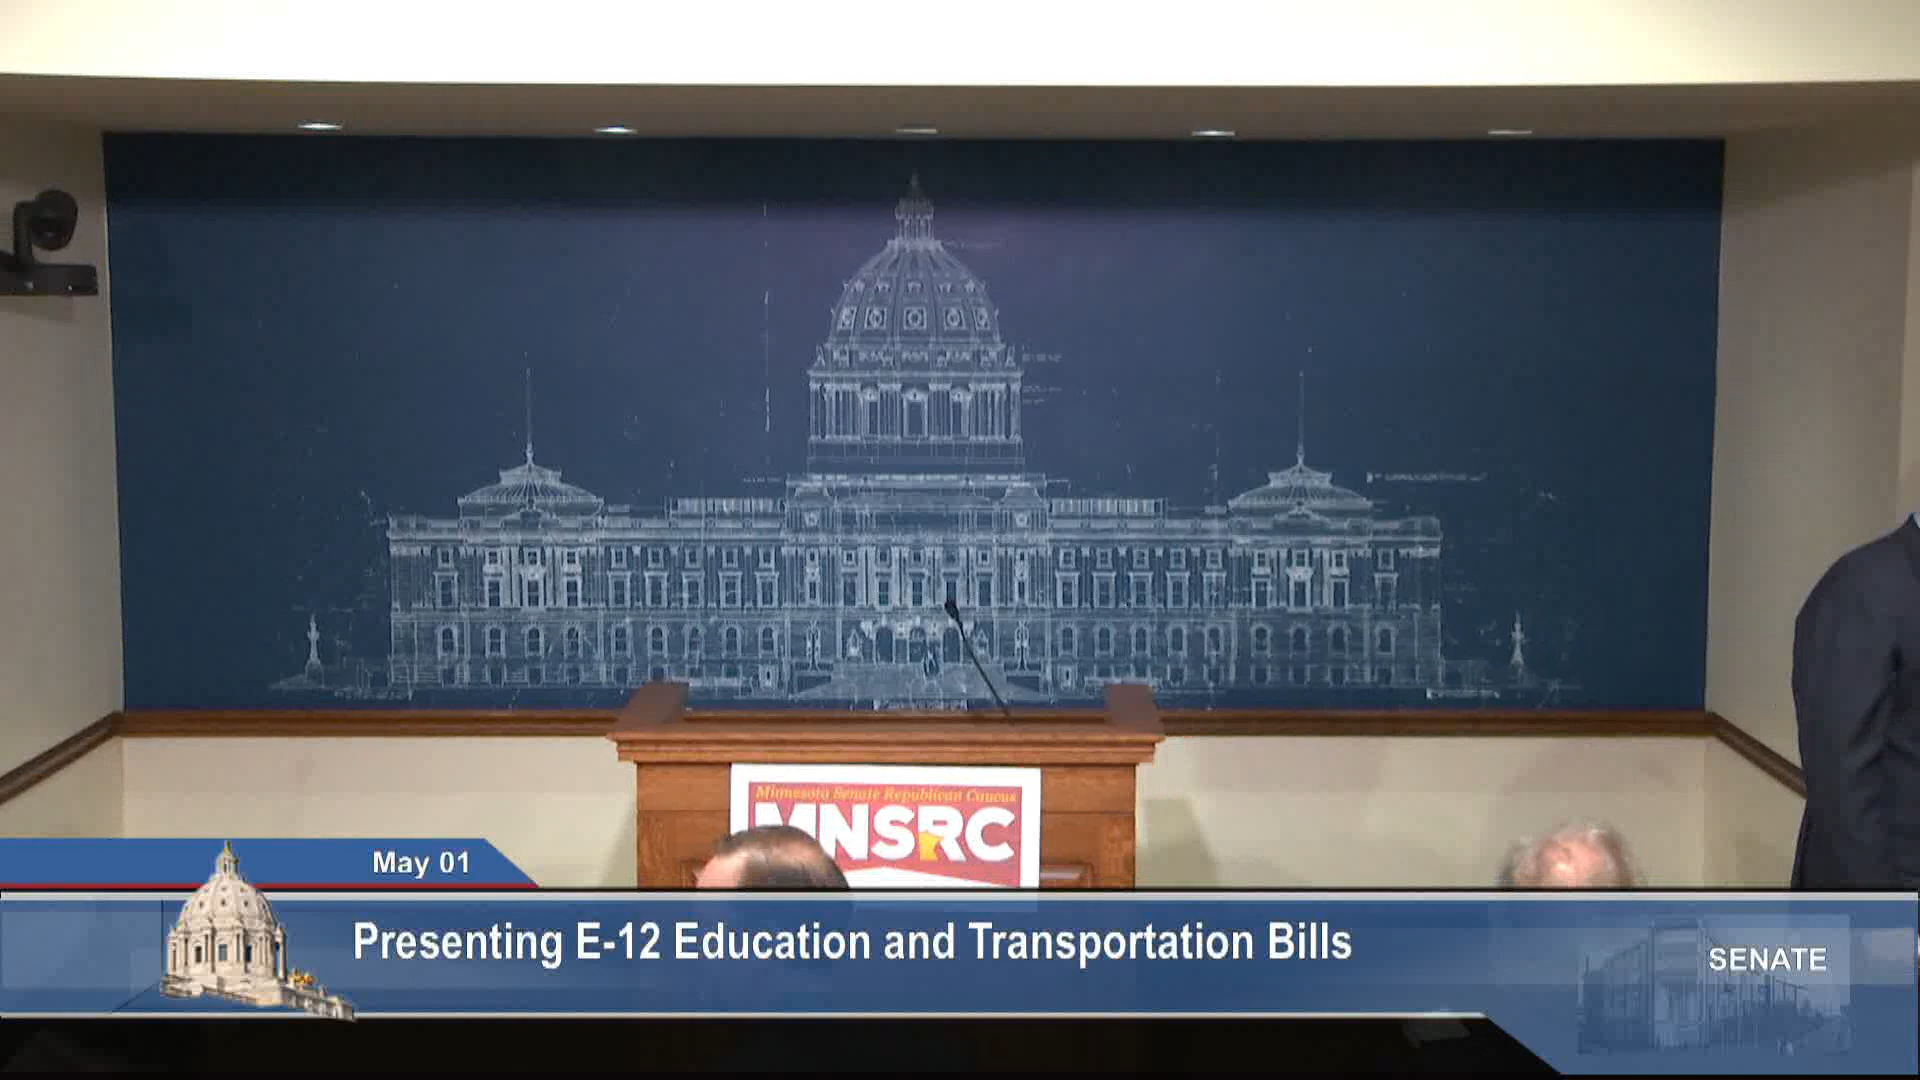 Minnesota Senate Republican Caucus
MNSRC
May 01
Presenting E-12 Education and Transportation Bills
SENATE